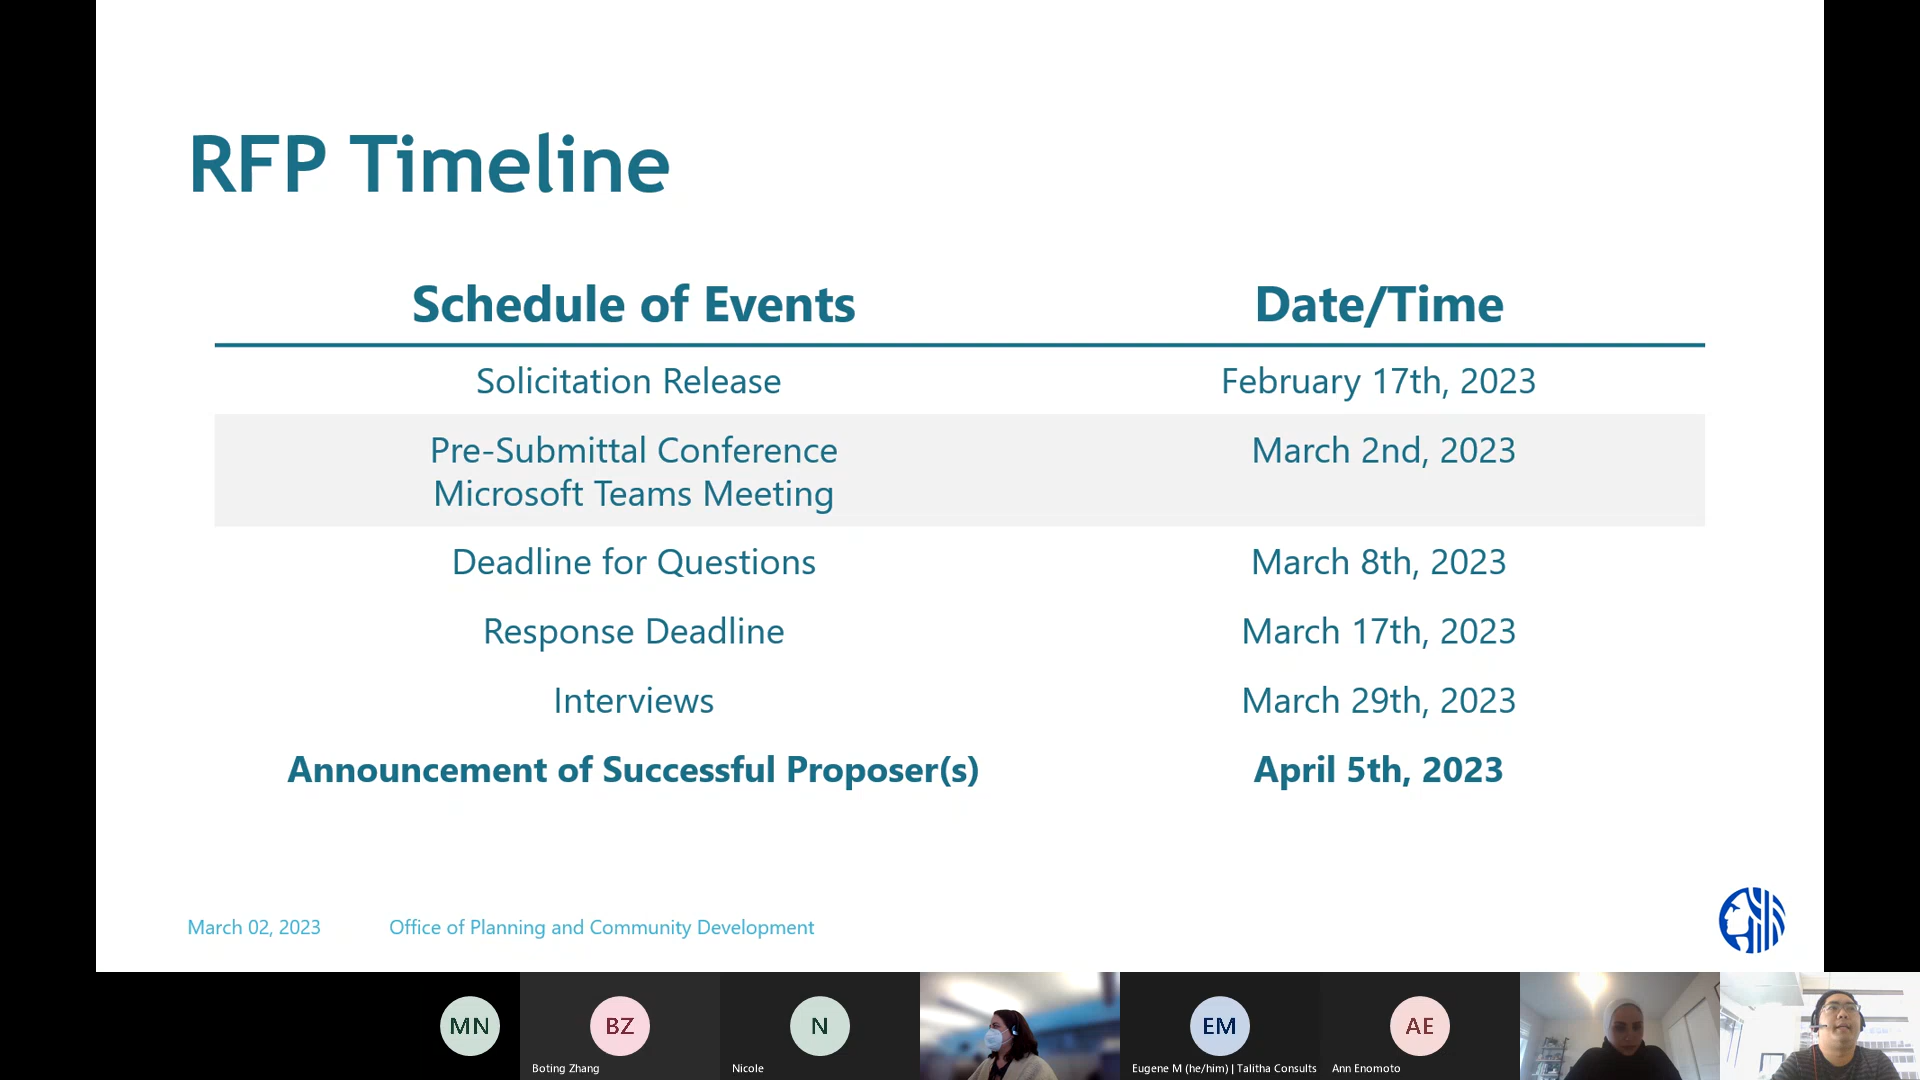 RFP Timeline
Schedule of Events Date/Time
Solicitation Release February 17th, 2023
Pre-Submittal Conference March 2nd, 2023
Microsoft Teams Meeting
Deadline for Questions March 8th, 2023
Response Deadline March 17th, 2023
Interviews March 29th, 2023
Announcement of Successful Proposer(s) April 5th, 2023
March 02, 2023 Office of Planning and Community Development
MN BZ N EM AE
Boting Zhang Nicole Eugene M (he/him) | Talitha Consults Ann Enomoto